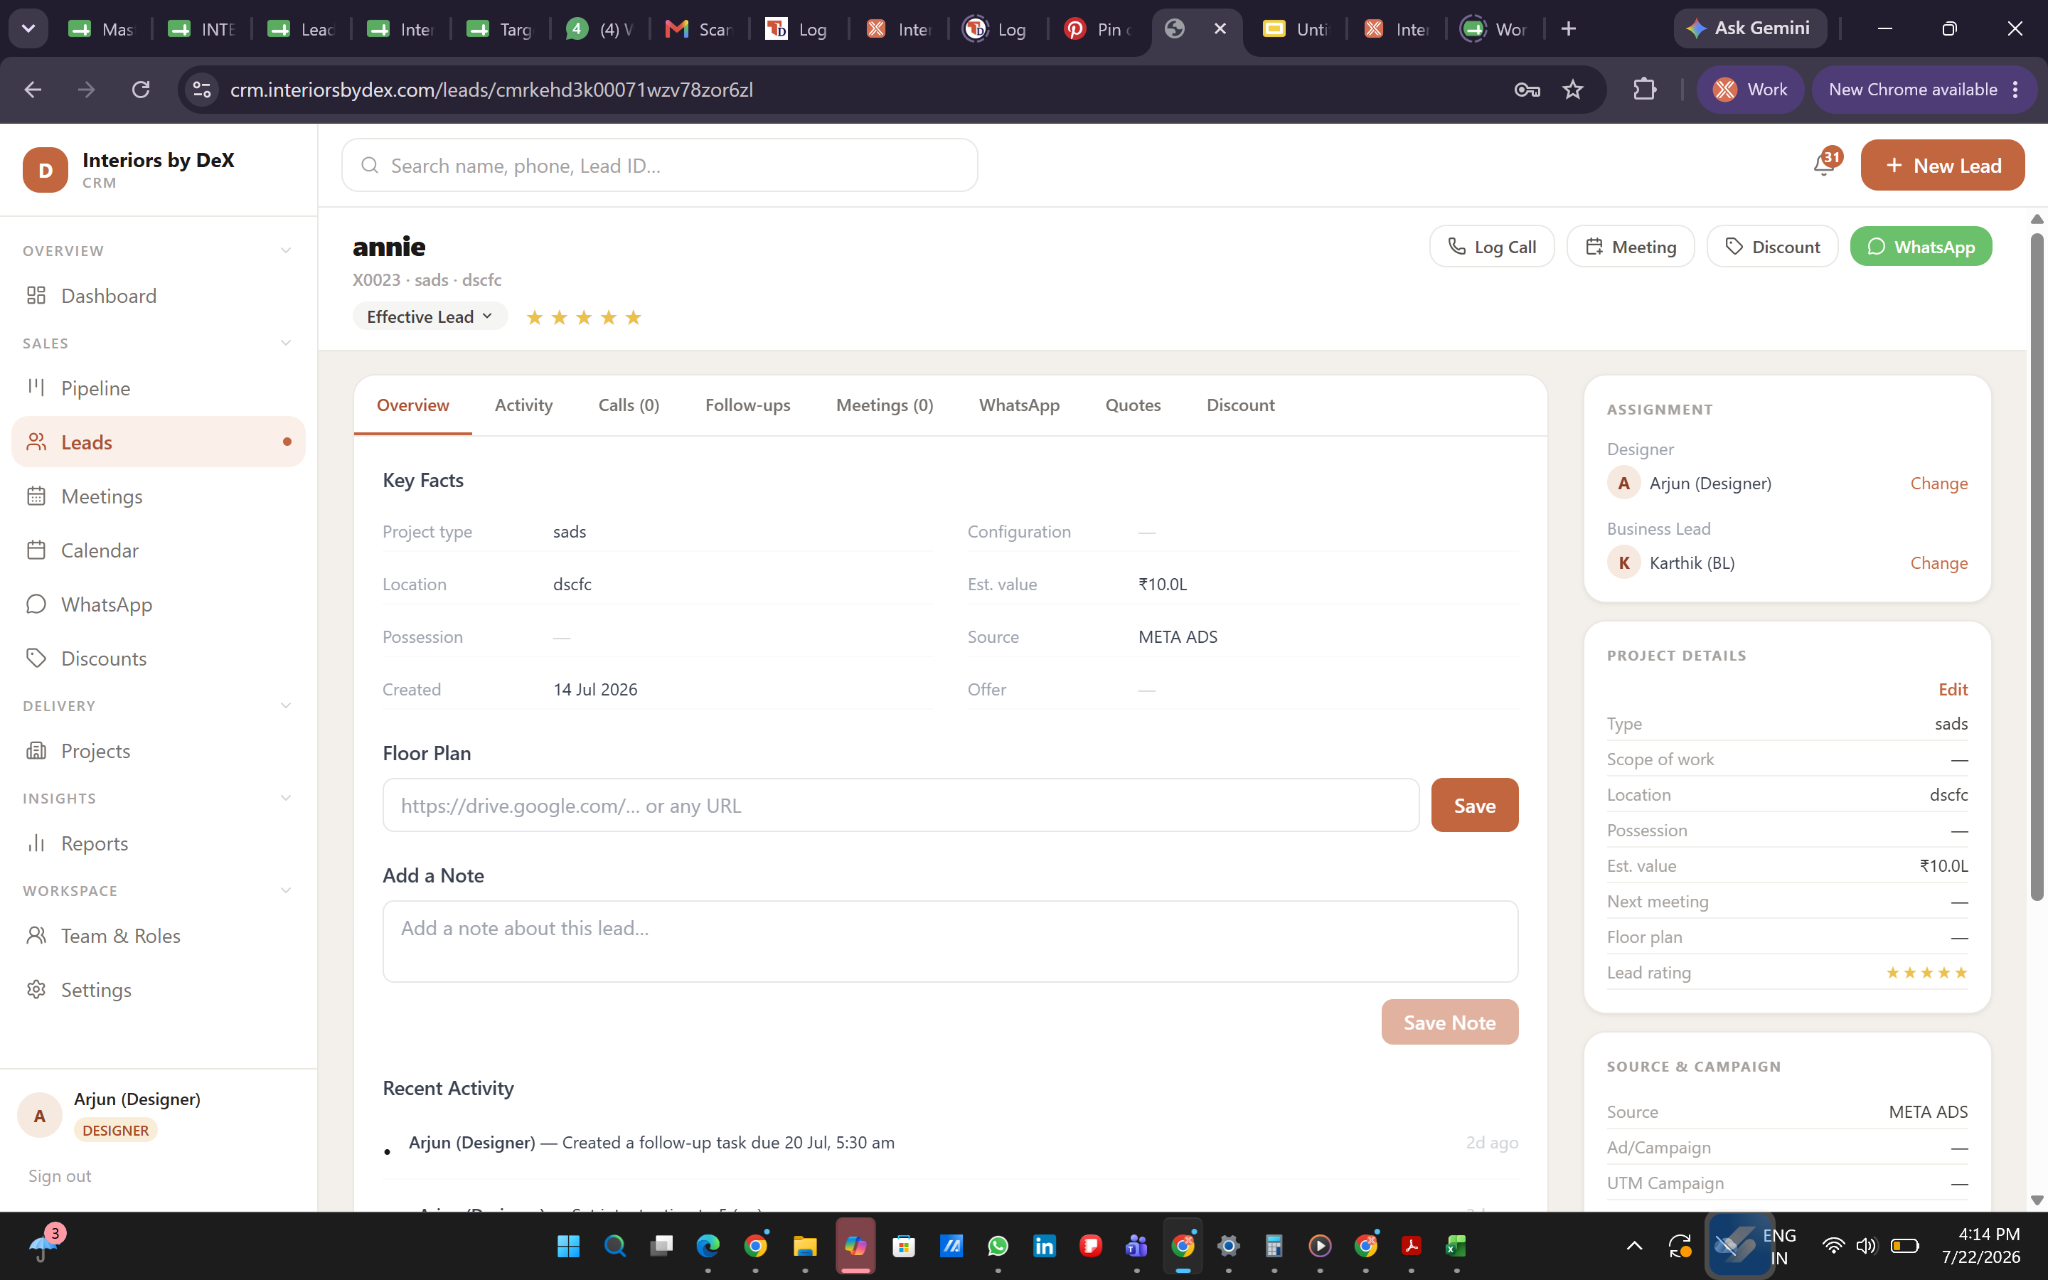 Mas
INTE
Lead
Inter
Targ
4
(4) W
Scan
Log
Inter
Log
Pin c
Unti
Inter
Wor
Ask Gemini
crm.interiorsbydex.com/leads/cmrkehd3k00071wzv78zor6zl
Work
New Chrome available
D
Interiors by DeX
CRM
Search name, phone, Lead ID...
31
+ New Lead
OVERVIEW
Dashboard
SALES
Pipeline
Leads
Meetings
Calendar
WhatsApp
Discounts
DELIVERY
Projects
INSIGHTS
Reports
WORKSPACE
Team & Roles
Settings
A
Arjun (Designer)
DESIGNER
Sign out
annie
X0023 · sads · dscfc
Effective Lead
Log Call
Meeting
Discount
WhatsApp
Overview
Activity
Calls (0)
Follow-ups
Meetings (0)
WhatsApp
Quotes
Discount
Key Facts
Project type sads
Configuration —
Location dscfc
Est. value ₹10.0L
Possession —
Source META ADS
Created 14 Jul 2026
Offer —
Floor Plan
https://drive.google.com/... or any URL
Save
Add a Note
Add a note about this lead...
Save Note
Recent Activity
Arjun (Designer) — Created a follow-up task due 20 Jul, 5:30 am
2d ago
ASSIGNMENT
Designer
A Arjun (Designer) Change
Business Lead
K Karthik (BL) Change
PROJECT DETAILS
Edit
Type sads
Scope of work —
Location dscfc
Possession —
Est. value ₹10.0L
Next meeting —
Floor plan —
Lead rating
SOURCE & CAMPAIGN
Source META ADS
Ad/Campaign —
UTM Campaign —
3
ENG
IN
4:14 PM
7/22/2026